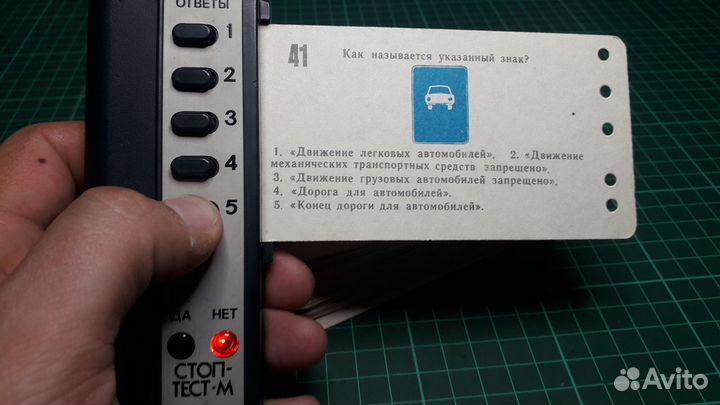 ОТВЕТЫ
1
2
3
4
5
ДА НЕТ
СТОП-
ТЕСТ·М
41 Как называется указанный знак?
1. «Движение легковых автомобилей». 2. «Движение
механических транспортных средств запрещено».
3. «Движение грузовых автомобилей запрещено».
4. «Дорога для автомобилей».
5. «Конец дороги для автомобилей».
Avito